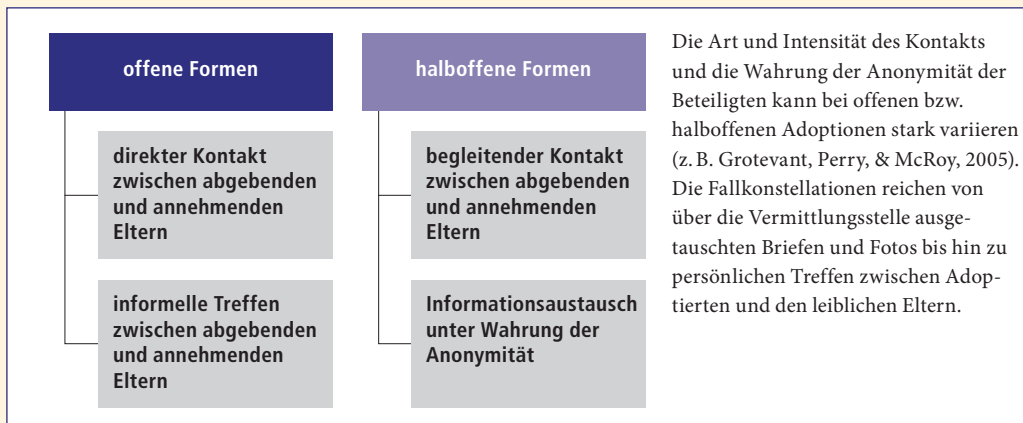 offene Formen
direkter Kontakt
zwischen abgebenden
und annehmenden
Eltern
informelle Treffen
zwischen abgebenden
und annehmenden
Eltern
halboffene Formen
begleitender Kontakt
zwischen abgebenden
und annehmenden
Eltern
Informationsaustausch
unter Wahrung der
Anonymität
Die Art und Intensität des Kontakts
und die Wahrung der Anonymität der
Beteiligten kann bei offenen bzw.
halboffenen Adoptionen stark variieren
(z. B. Grotevant, Perry, & McRoy, 2005).
Die Fallkonstellationen reichen von
über die Vermittlungsstelle ausge-
tauschten Briefen und Fotos bis hin zu
persönlichen Treffen zwischen Adop-
tierten und den leiblichen Eltern.